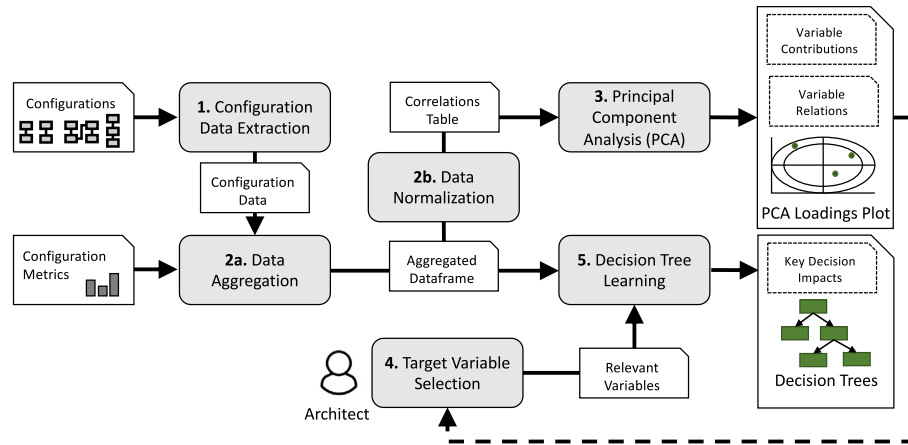 Configurations
1. Configuration
Data Extraction
Configuration
Data
Configuration
Metrics
2a. Data
Aggregation
Correlations
Table
2b. Data
Normalization
Aggregated
Dataframe
3. Principal
Component
Analysis (PCA)
Variable
Contributions
Variable
Relations
PCA Loadings Plot
5. Decision Tree
Learning
Key Decision
Impacts
Decision Trees
Architect
4. Target Variable
Selection
Relevant
Variables